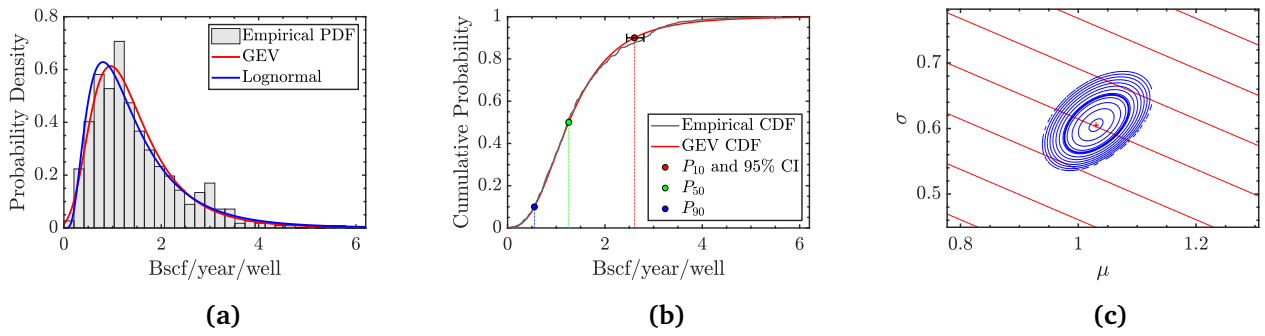 0.8
0.6
0.4
0.2
0
0
2
4
6
Probability Density
Bscf/year/well
Empirical PDF
GEV
Lognormal
(a)
1
0.8
0.6
0.4
0.2
0
0
2
4
6
Cumulative Probability
Bscf/year/well
Empirical CDF
GEV CDF
P10 and 95% CI
P50
P90
(b)
0.7
0.6
0.5
0.8
1
1.2
σ
μ
(c)